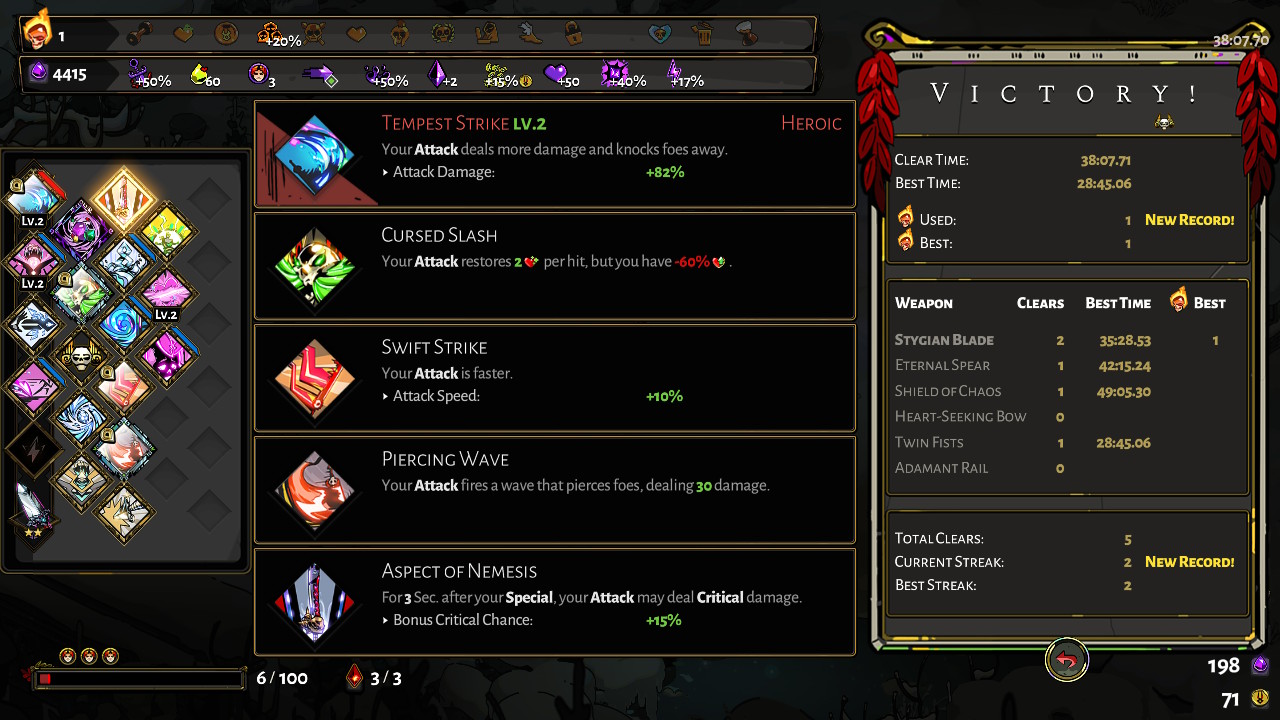 1
+20%
4415
+50%
60
3
+50%
+2
+15%
+50
+40%
+17%
Lv.2
Lv.2
Lv.2
TEMPEST STRIKE LV.2 HEROIC
Your Attack deals more damage and knocks foes away.
Attack Damage: +82%
CURSED SLASH
Your Attack restores 2 per hit, but you have -60% .
SWIFT STRIKE
Your Attack is faster.
Attack Speed: +10%
PIERCING WAVE
Your Attack fires a wave that pierces foes, dealing 30 damage.
ASPECT OF NEMESIS
For 3 Sec. after your Special, your Attack may deal Critical damage.
Bonus Critical Chance: +15%
6 / 100
3 / 3
38:07.70
VICTORY!
CLEAR TIME: 38:07.71
BEST TIME: 28:45.06
USED: 1 NEW RECORD!
BEST: 1
WEAPON CLEARS BEST TIME BEST
STYGIAN BLADE 2 35:28.53 1
ETERNAL SPEAR 1 42:15.24
SHIELD OF CHAOS 1 49:05.30
HEART-SEEKING BOW 0
TWIN FISTS 1 28:45.06
ADAMANT RAIL 0
TOTAL CLEARS: 5
CURRENT STREAK: 2 NEW RECORD!
BEST STREAK: 2
198
71